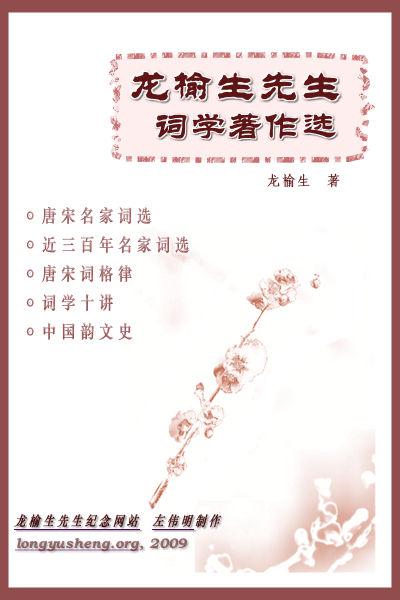 龙榆生先生
词学著作选
龙榆生 著
唐宋名家词选
近三百年名家词选
唐宋词格律
词学十讲
中国韵文史
龙榆生先生纪念网站 左伟明制作
longyusheng.org, 2009